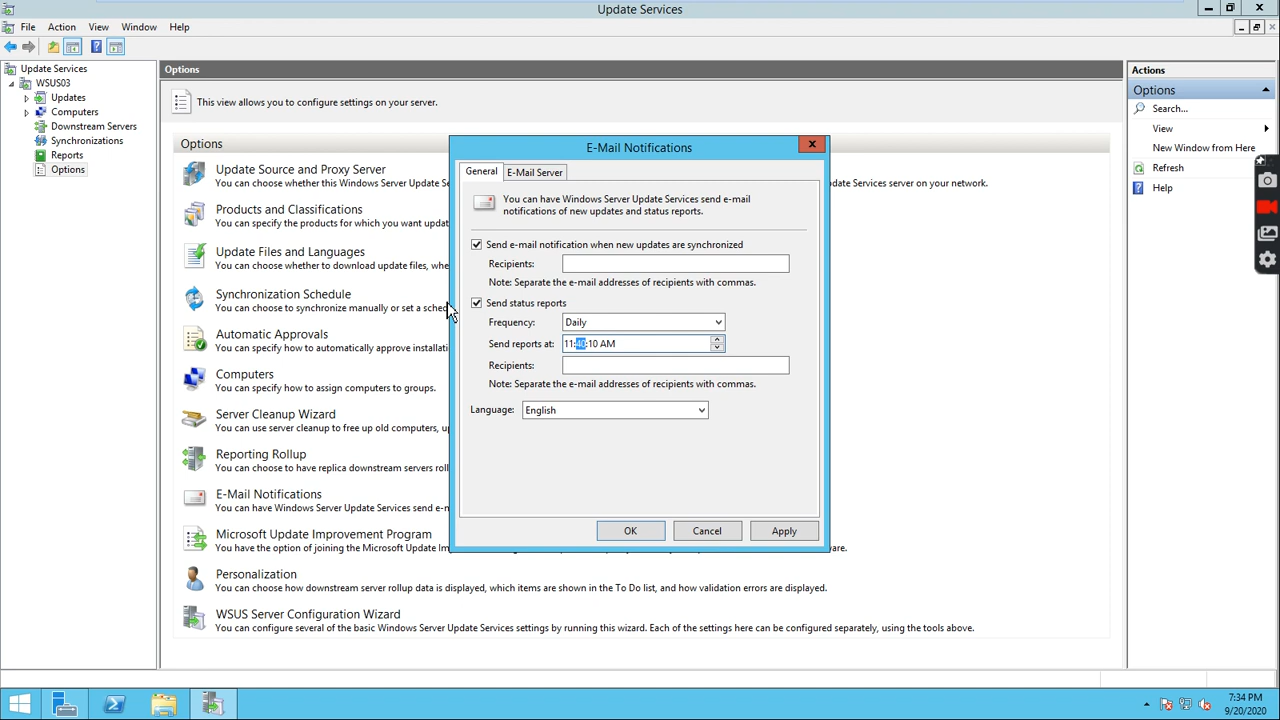 Update Services
File Action View Window Help
Update Services
WSUS03
Updates
Computers
Downstream Servers
Synchronizations
Reports
Options
Options
This view allows you to configure settings on your server.
Options
Update Source and Proxy Server
You can choose whether this Windows Server Update Se
date Services server on your network.
Products and Classifications
You can specify the products for which you want updat
Update Files and Languages
You can choose whether to download update files, whe
Synchronization Schedule
You can choose to synchronize manually or set a sched
Automatic Approvals
You can specify how to automatically approve installati
Computers
You can specify how to assign computers to groups.
Server Cleanup Wizard
You can use server cleanup to free up old computers, u
Reporting Rollup
You can choose to have replica downstream servers roll
E-Mail Notifications
You can have Windows Server Update Services send e-m
Microsoft Update Improvement Program
You have the option of joining the Microsoft Update Im
me.
Personalization
You can choose how downstream server rollup data is displayed, which items are shown in the To Do list, and how validation errors are displayed.
WSUS Server Configuration Wizard
You can configure several of the basic Windows Server Update Services settings by running this wizard. Each of the settings here can be configured separately, using the tools above.
E-Mail Notifications
General E-Mail Server
You can have Windows Server Update Services send e-mail
notifications of new updates and status reports.
Send e-mail notification when new updates are synchronized
Recipients:
Note: Separate the e-mail addresses of recipients with commas.
Send status reports
Frequency: Daily
Send reports at: 11:40:10 AM
Recipients:
Note: Separate the e-mail addresses of recipients with commas.
Language: English
OK Cancel Apply
Actions
Options
Search...
View
New Window from Here
Refresh
Help
7:34 PM
9/20/2020